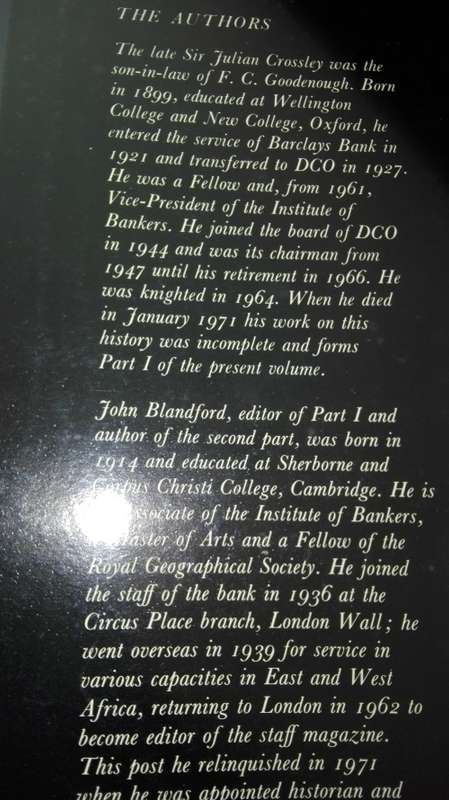 THE AUTHORS
The late Sir Julian Crossley was the
son-in-law of F. C. Goodenough. Born
in 1899, educated at Wellington
College and New College, Oxford, he
entered the service of Barclays Bank in
1921 and transferred to DCO in 1927.
He was a Fellow and, from 1961,
Vice-President of the Institute of
Bankers. He joined the board of DCO
in 1944 and was its chairman from
1947 until his retirement in 1966. He
was knighted in 1964. When he died
in January 1971 his work on this
history was incomplete and forms
Part I of the present volume.
John Blandford, editor of Part I and
author of the second part, was born in
1914 and educated at Sherborne and
Corpus Christi College, Cambridge. He is
Associate of the Institute of Bankers,
Master of Arts and a Fellow of the
Royal Geographical Society. He joined
the staff of the bank in 1936 at the
Circus Place branch, London Wall; he
went overseas in 1939 for service in
various capacities in East and West
Africa, returning to London in 1962 to
become editor of the staff magazine.
This post he relinquished in 1971
when he was appointed historian and